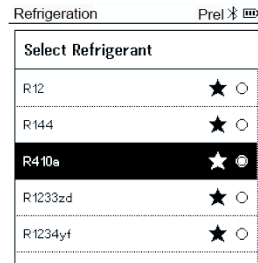 Refrigeration Prel
Select Refrigerant
R12
R144
R410a
R1233zd
R1234yf